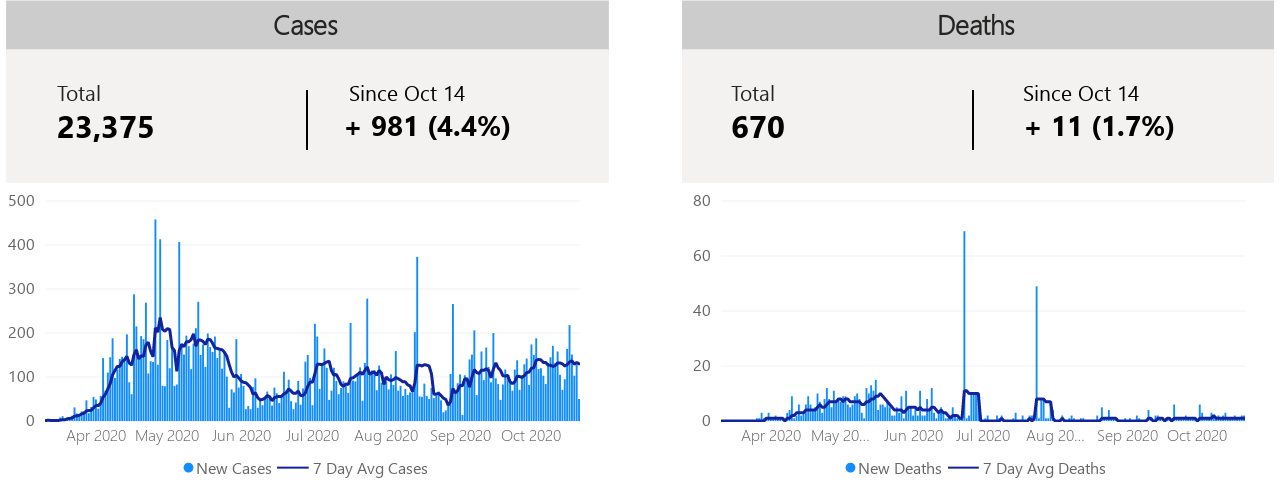 Cases
Total
Since Oct 14
23,375
+ 981 (4.4%)
500
400
300
200
100
0
Apr 2020 May 2020 Jun 2020 Jul 2020 Aug 2020 Sep 2020 Oct 2020
New Cases 7 Day Avg Cases
Deaths
Total
Since Oct 14
670
+ 11 (1.7%)
80
60
40
20
0
Apr 2020 May 20... Jun 2020 Jul 2020 Aug 20... Sep 2020 Oct 2020
New Deaths 7 Day Avg Deaths